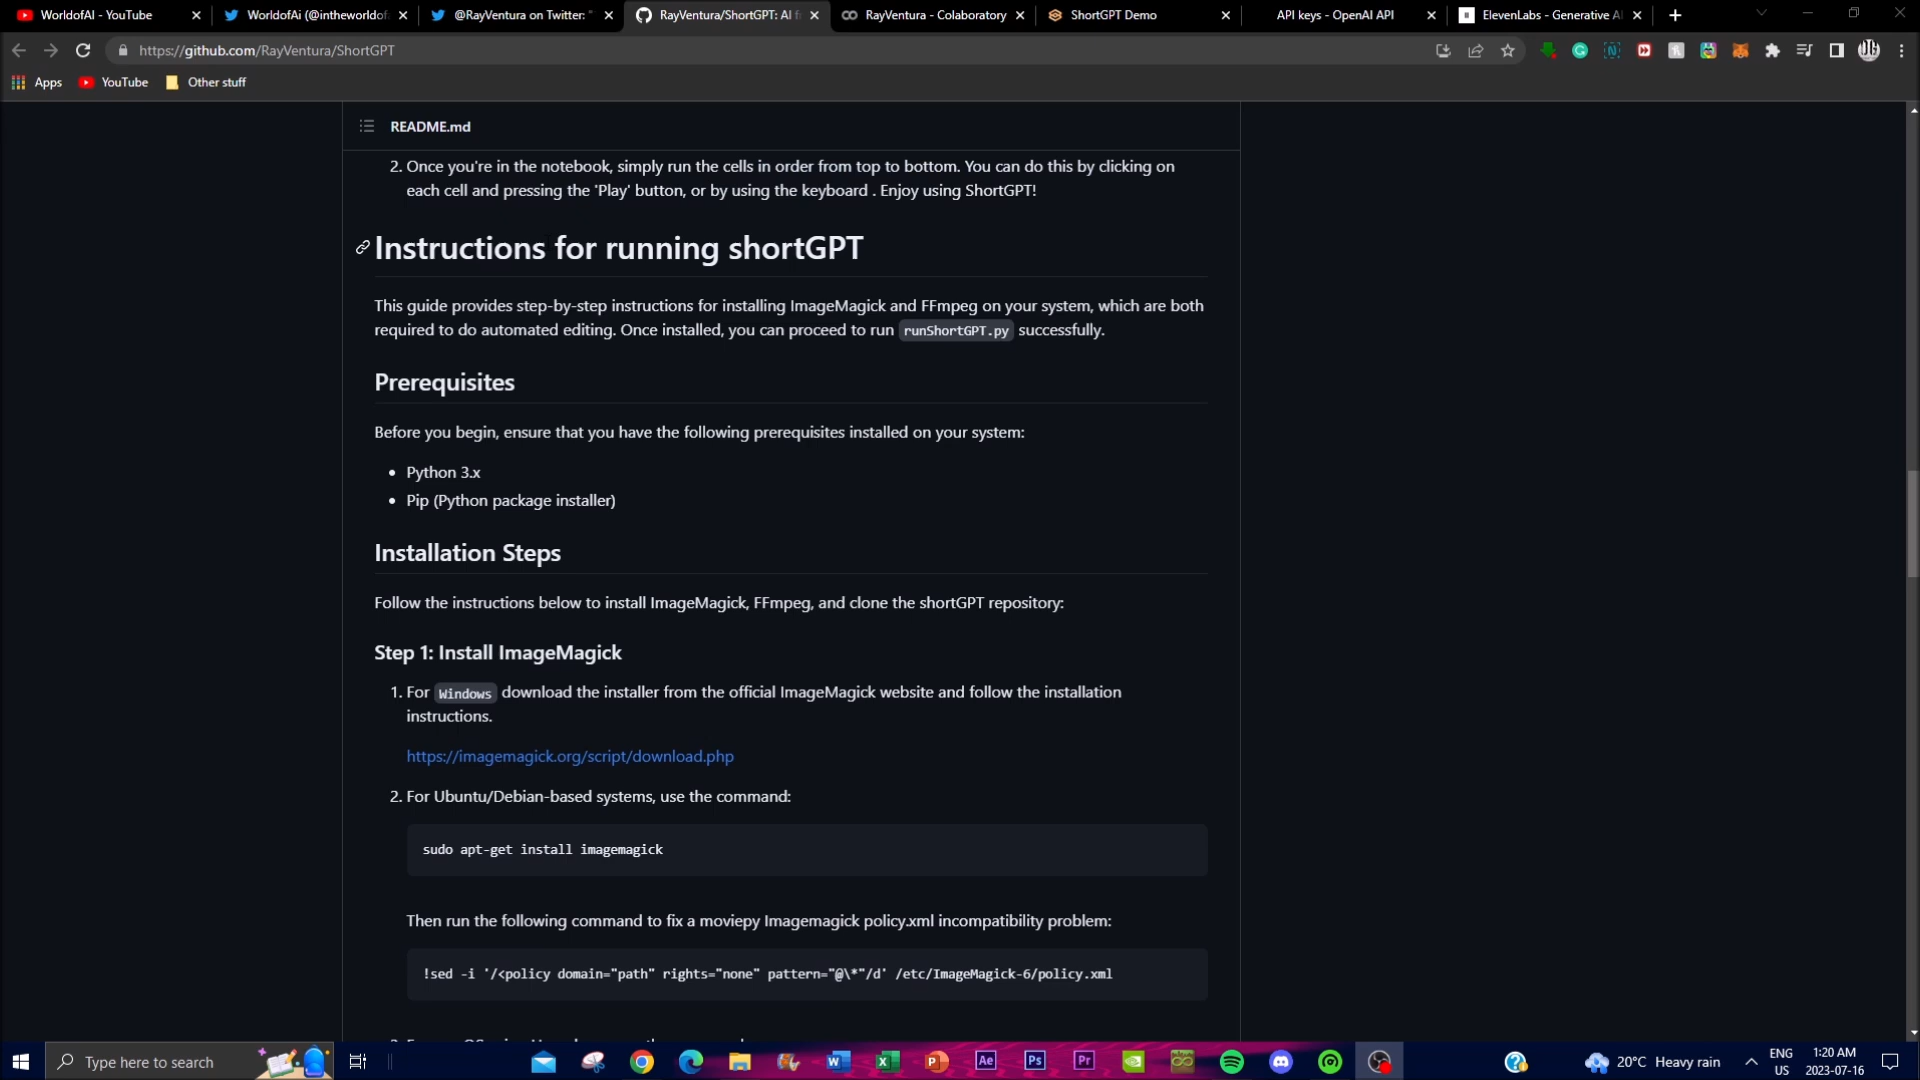 WorldofAI - YouTube
WorldofAi (@intheworldof
@RayVentura on Twitter: "
RayVentura/ShortGPT: AI f
RayVentura - Colaboratory
ShortGPT Demo
API keys - OpenAI API
ElevenLabs - Generative AI
https://github.com/RayVentura/ShortGPT
Apps
YouTube
Other stuff
README.md
2. Once you're in the notebook, simply run the cells in order from top to bottom. You can do this by clicking on
each cell and pressing the 'Play' button, or by using the keyboard . Enjoy using ShortGPT!
Instructions for running shortGPT
This guide provides step-by-step instructions for installing ImageMagick and FFmpeg on your system, which are both
required to do automated editing. Once installed, you can proceed to run runShortGPT.py successfully.
Prerequisites
Before you begin, ensure that you have the following prerequisites installed on your system:
• Python 3.x
• Pip (Python package installer)
Installation Steps
Follow the instructions below to install ImageMagick, FFmpeg, and clone the shortGPT repository:
Step 1: Install ImageMagick
1. For Windows download the installer from the official ImageMagick website and follow the installation
instructions.
https://imagemagick.org/script/download.php
2. For Ubuntu/Debian-based systems, use the command:
sudo apt-get install imagemagick
Then run the following command to fix a moviepy Imagemagick policy.xml incompatibility problem:
!sed -i '/<policy domain="path" rights="none" pattern="@\*"/d' /etc/ImageMagick-6/policy.xml
Type here to search
20°C Heavy rain
ENG
US
1:20 AM
2023-07-16